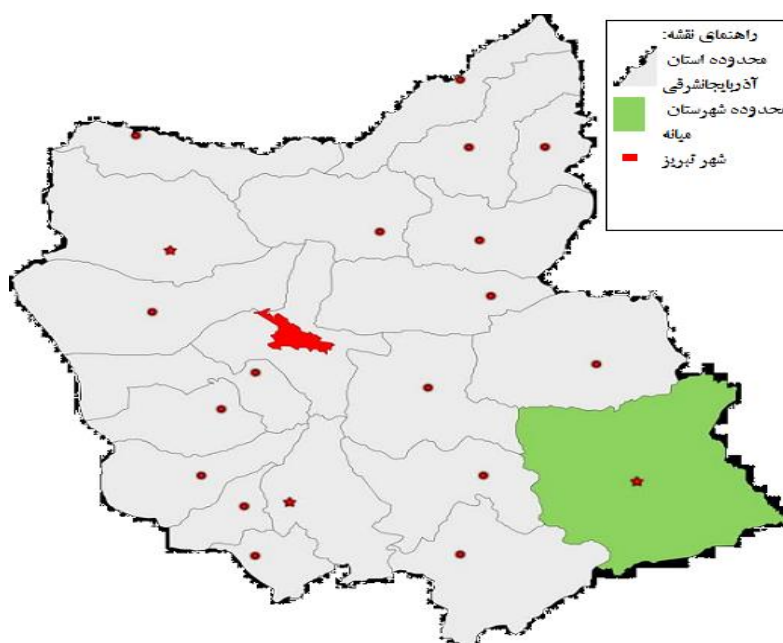 راهنمای نقشه:
محدوده استان
آذربایجانشرقی
محدوده شهرستان
میانه
شهر تبریز